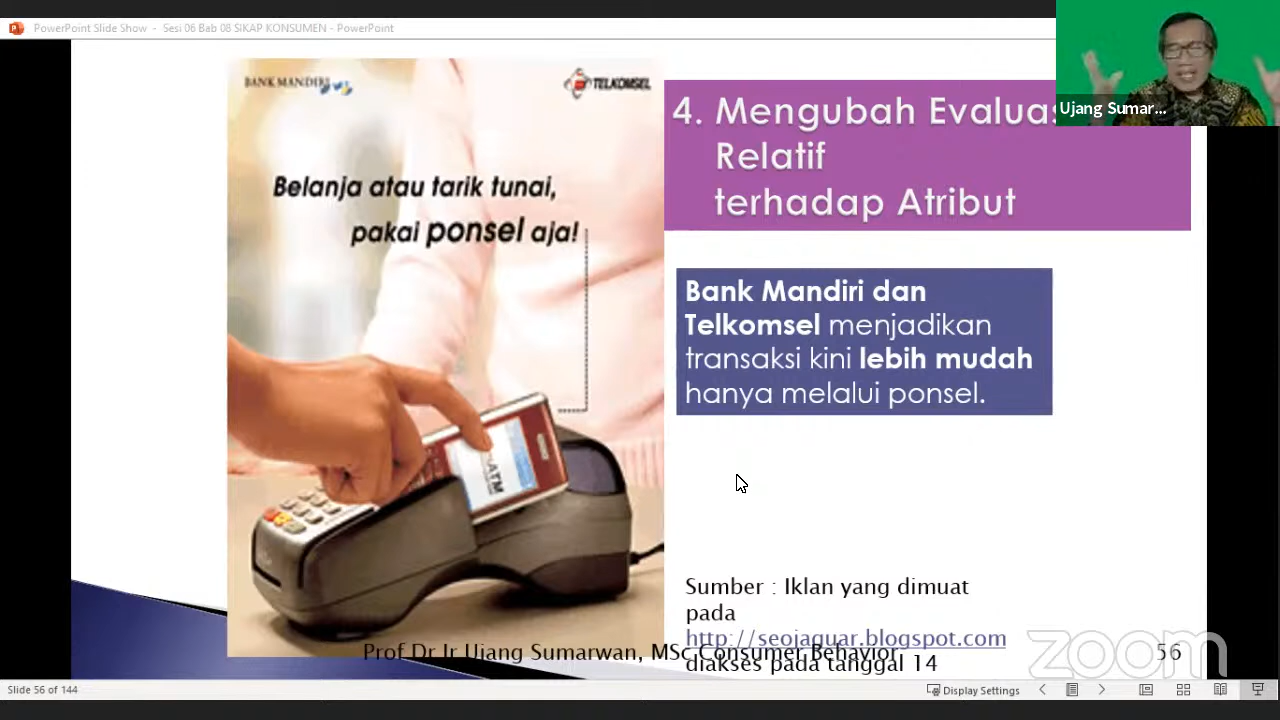 PowerPoint Slide Show - Sesi 06 Bab 08 SIKAP KONSUMEN - PowerPoint
BANK MANDIRI
TELKOMSEL
Belanja atau tarik tunai,
pakai ponsel aja!
ATM
4. Mengubah Evaluas
Relatif
terhadap Atribut
Ujang Sumar...
Bank Mandiri dan
Telkomsel menjadikan
transaksi kini lebih mudah
hanya melalui ponsel.
Sumber : Iklan yang dimuat
pada
http://seojaguar.blogspot.com
diakses pada tanggal 14
Prof Dr Ir Ujang Sumarwan, MSc Consumer Behavior
56
zoom
Slide 56 of 144
Display Settings